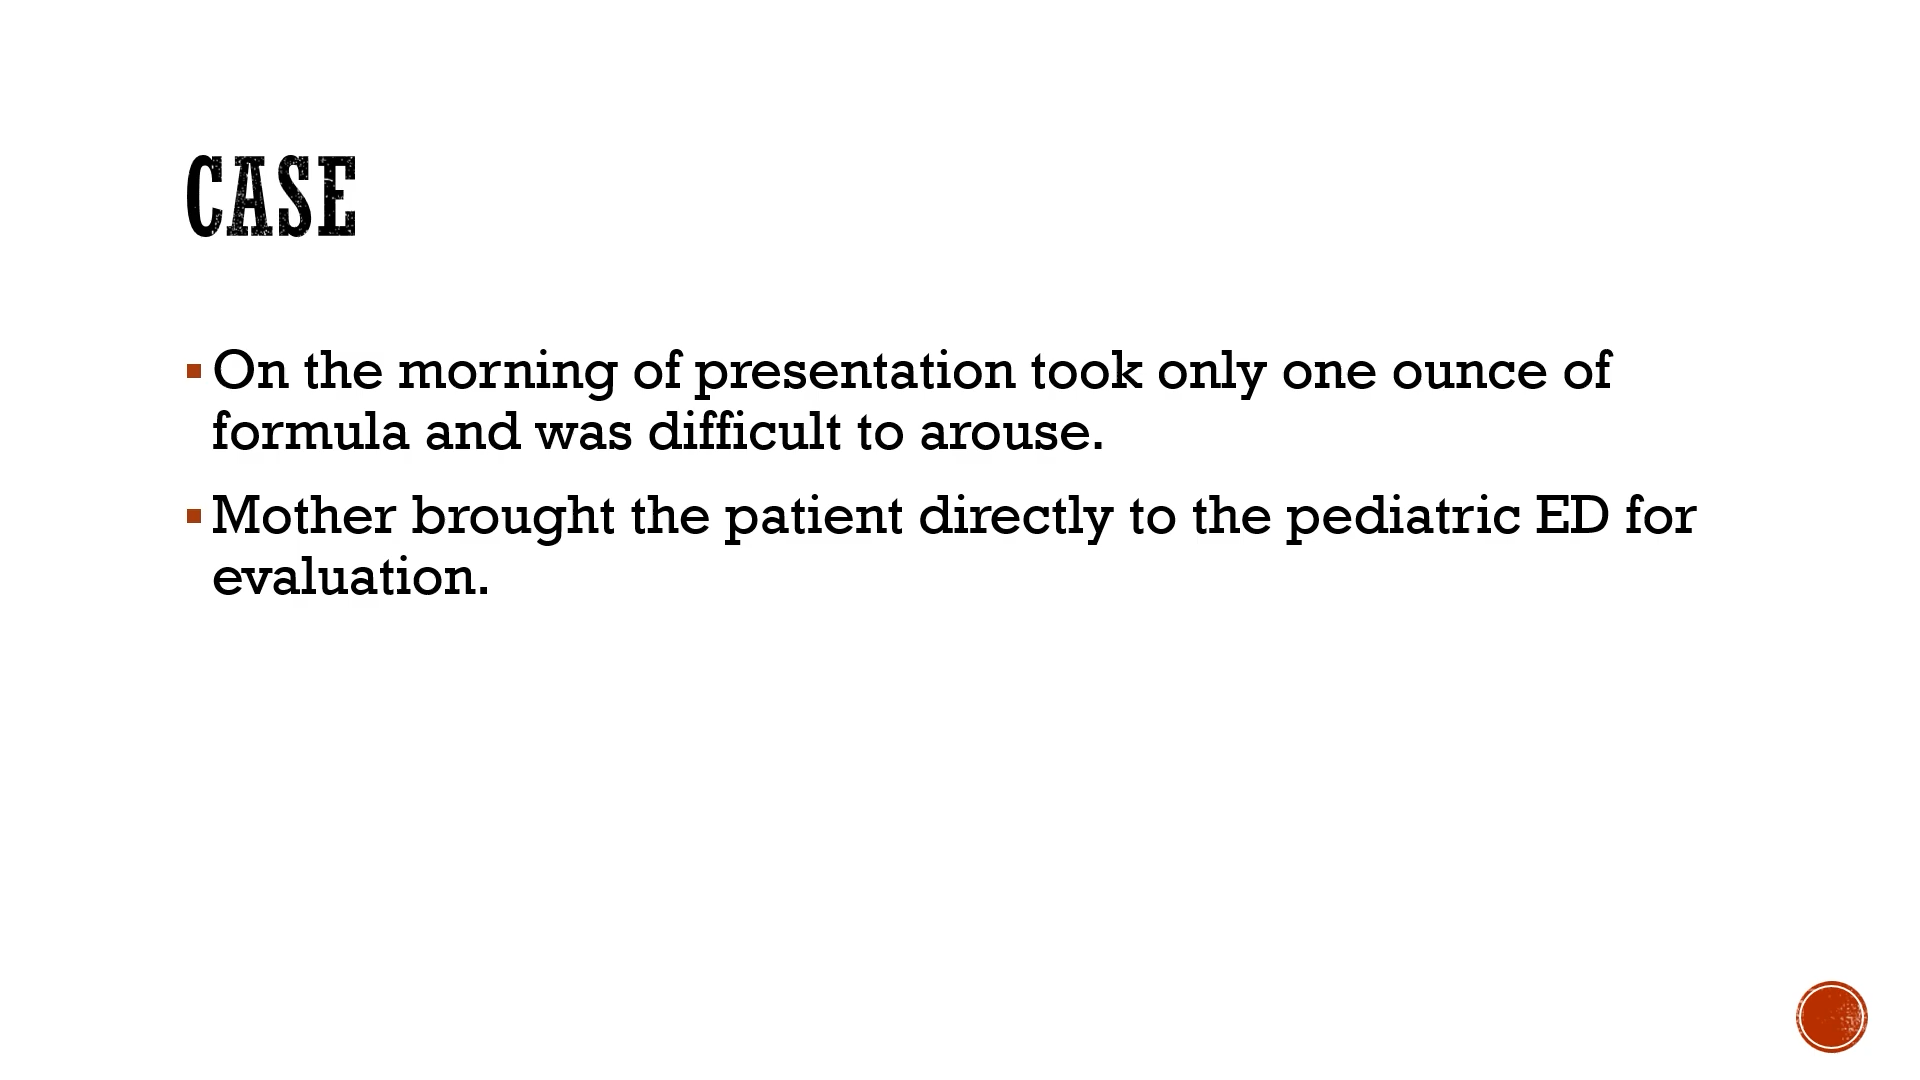 CASE
▪ On the morning of presentation took only one ounce of
formula and was difficult to arouse.
▪ Mother brought the patient directly to the pediatric ED for
evaluation.